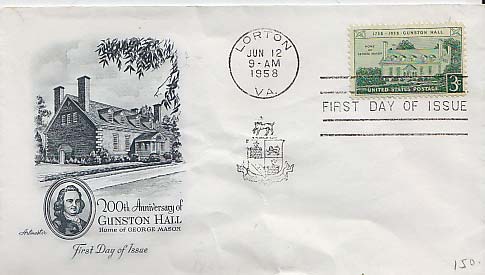 LORTON
JUN 12
9-AM
1958
VA.
1758-1958 GUNSTON HALL
HOME OF
GEORGE MASON
3¢
UNITED STATES POSTAGE
FIRST DAY OF ISSUE
200th Anniversary of
GUNSTON HALL
Home of GEORGE MASON
Artmaster
First Day of Issue
150.